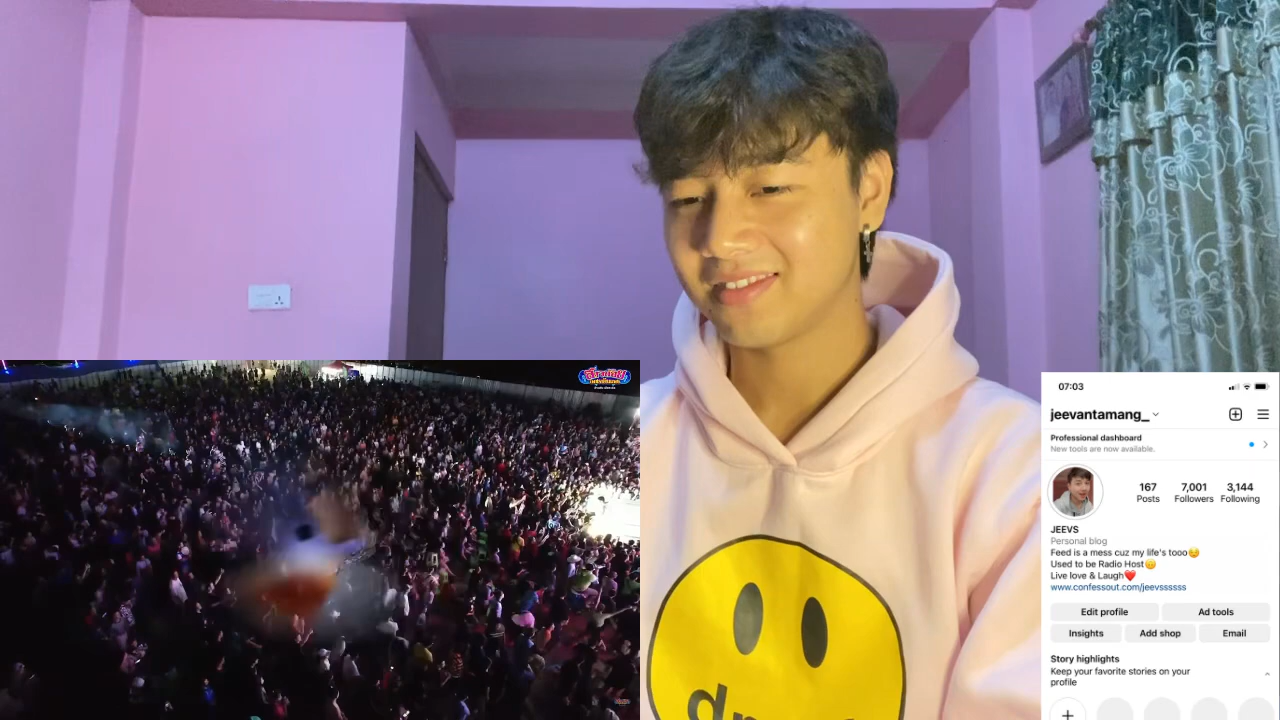 07:03
jeevantamang_
Professional dashboard
New tools are now available.
167
7,001
3,144
Posts
Followers
Following
JEEVS
Personal blog
Feed is a mess cuz my life's tooo😔
Used to be Radio Host🙂
Live love & Laugh❤️
www.confessout.com/jeevssssss
Edit profile
Ad tools
Insights
Add shop
Email
Story highlights
Keep your favorite stories on your
profile